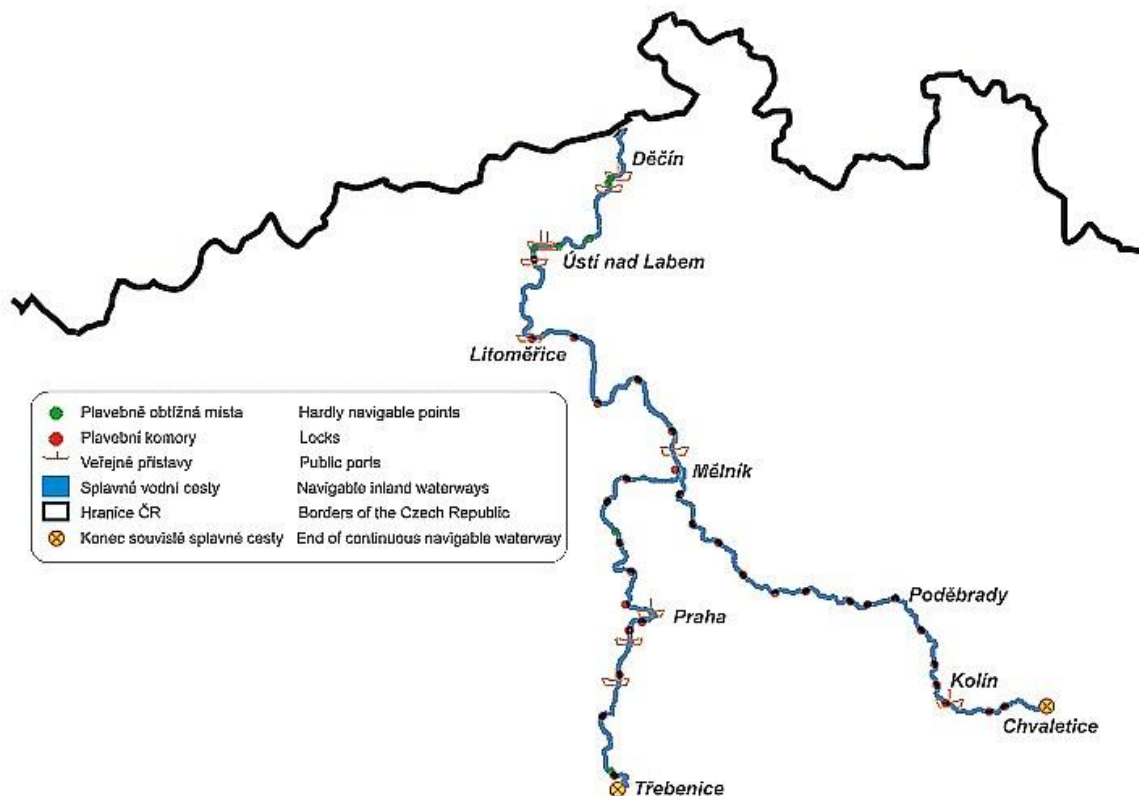 Děčín
Ústí nad Labem
Litoměřice
Plavebně obtížná místa Hardly navigable points
Plavební komory Locks
Veřejné přístavy Public ports
Splavné vodní cesty Navigable inland waterways
Hranice ČR Borders of the Czech Republic
Konec souvislé splavné cesty End of continuous navigable waterway
Mělník
Poděbrady
Praha
Kolín
Chvaletice
Třebenice